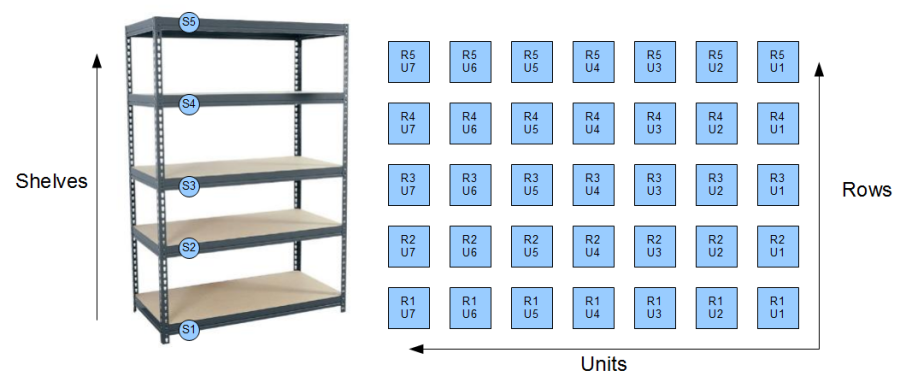 S5
S4
S3
S2
S1
Shelves
R5 R5 R5 R5 R5 R5 R5
U7 U6 U5 U4 U3 U2 U1
R4 R4 R4 R4 R4 R4 R4
U7 U6 U5 U4 U3 U2 U1
R3 R3 R3 R3 R3 R3 R3
U7 U6 U5 U4 U3 U2 U1
R2 R2 R2 R2 R2 R2 R2
U7 U6 U5 U4 U3 U2 U1
R1 R1 R1 R1 R1 R1 R1
U7 U6 U5 U4 U3 U2 U1
Rows
Units